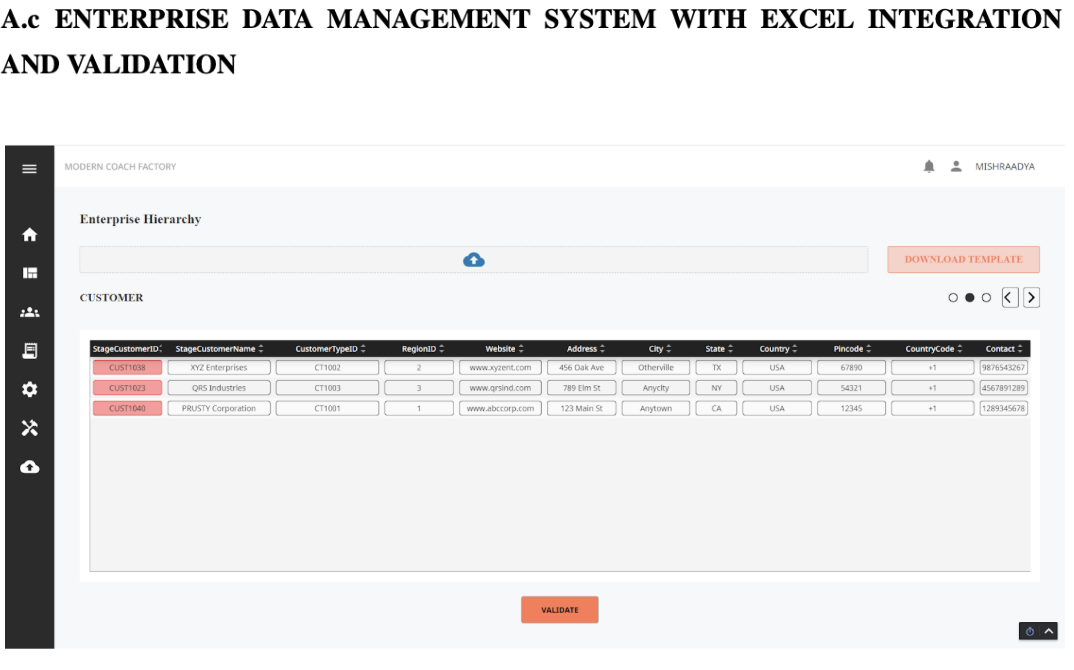 A.c ENTERPRISE DATA MANAGEMENT SYSTEM WITH EXCEL INTEGRATION
AND VALIDATION
MODERN COACH FACTORY
MISHRAADYA
Enterprise Hierarchy
DOWNLOAD TEMPLATE
CUSTOMER
StageCustomerID StageCustomerName CustomerTypeID RegionID Website Address City State Country Pincode CountryCode Contact
CUST1038 XYZ Enterprises CT1002 2 www.xyzent.com 456 Oak Ave Otherville TX USA 67890 +1 9876543267
CUST1023 QRS Industries CT1003 3 www.qrsind.com 789 Elm St Anycity NY USA 54321 +1 4567891289
CUST1040 PRUSTY Corporation CT1001 1 www.abccorp.com 123 Main St Anytown CA USA 12345 +1 1289345678
VALIDATE